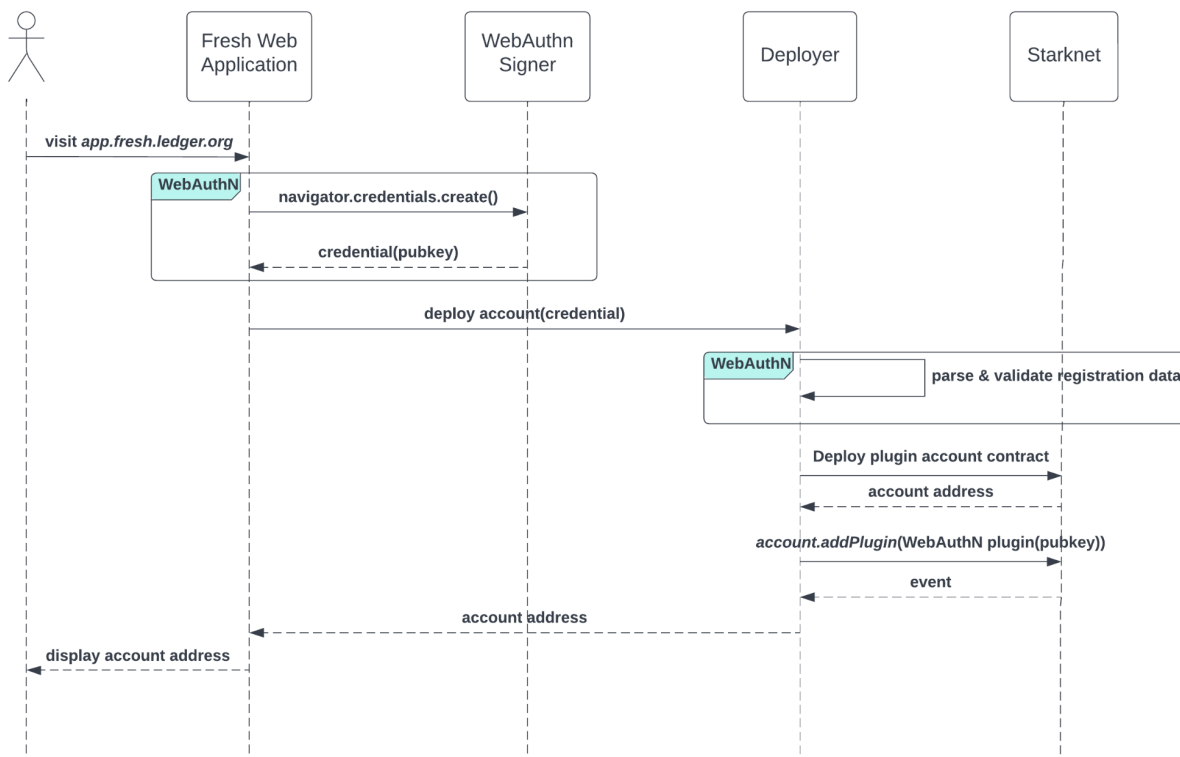 Fresh Web
Application
WebAuthn
Signer
Deployer
Starknet
visit app.fresh.ledger.org
WebAuthN
navigator.credentials.create()
credential(pubkey)
deploy account(credential)
WebAuthN
parse & validate registration data
Deploy plugin account contract
account address
account.addPlugin(WebAuthN plugin(pubkey))
event
account address
display account address